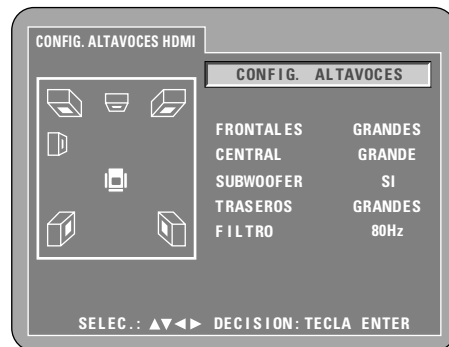 CONFIG. ALTAVOCES HDMI
CONFIG. ALTAVOCES
FRONTALES GRANDES
CENTRAL GRANDE
SUBWOOFER SI
TRASEROS GRANDES
FILTRO 80Hz
SELEC.: ▲▼◄► DECISION: TECLA ENTER